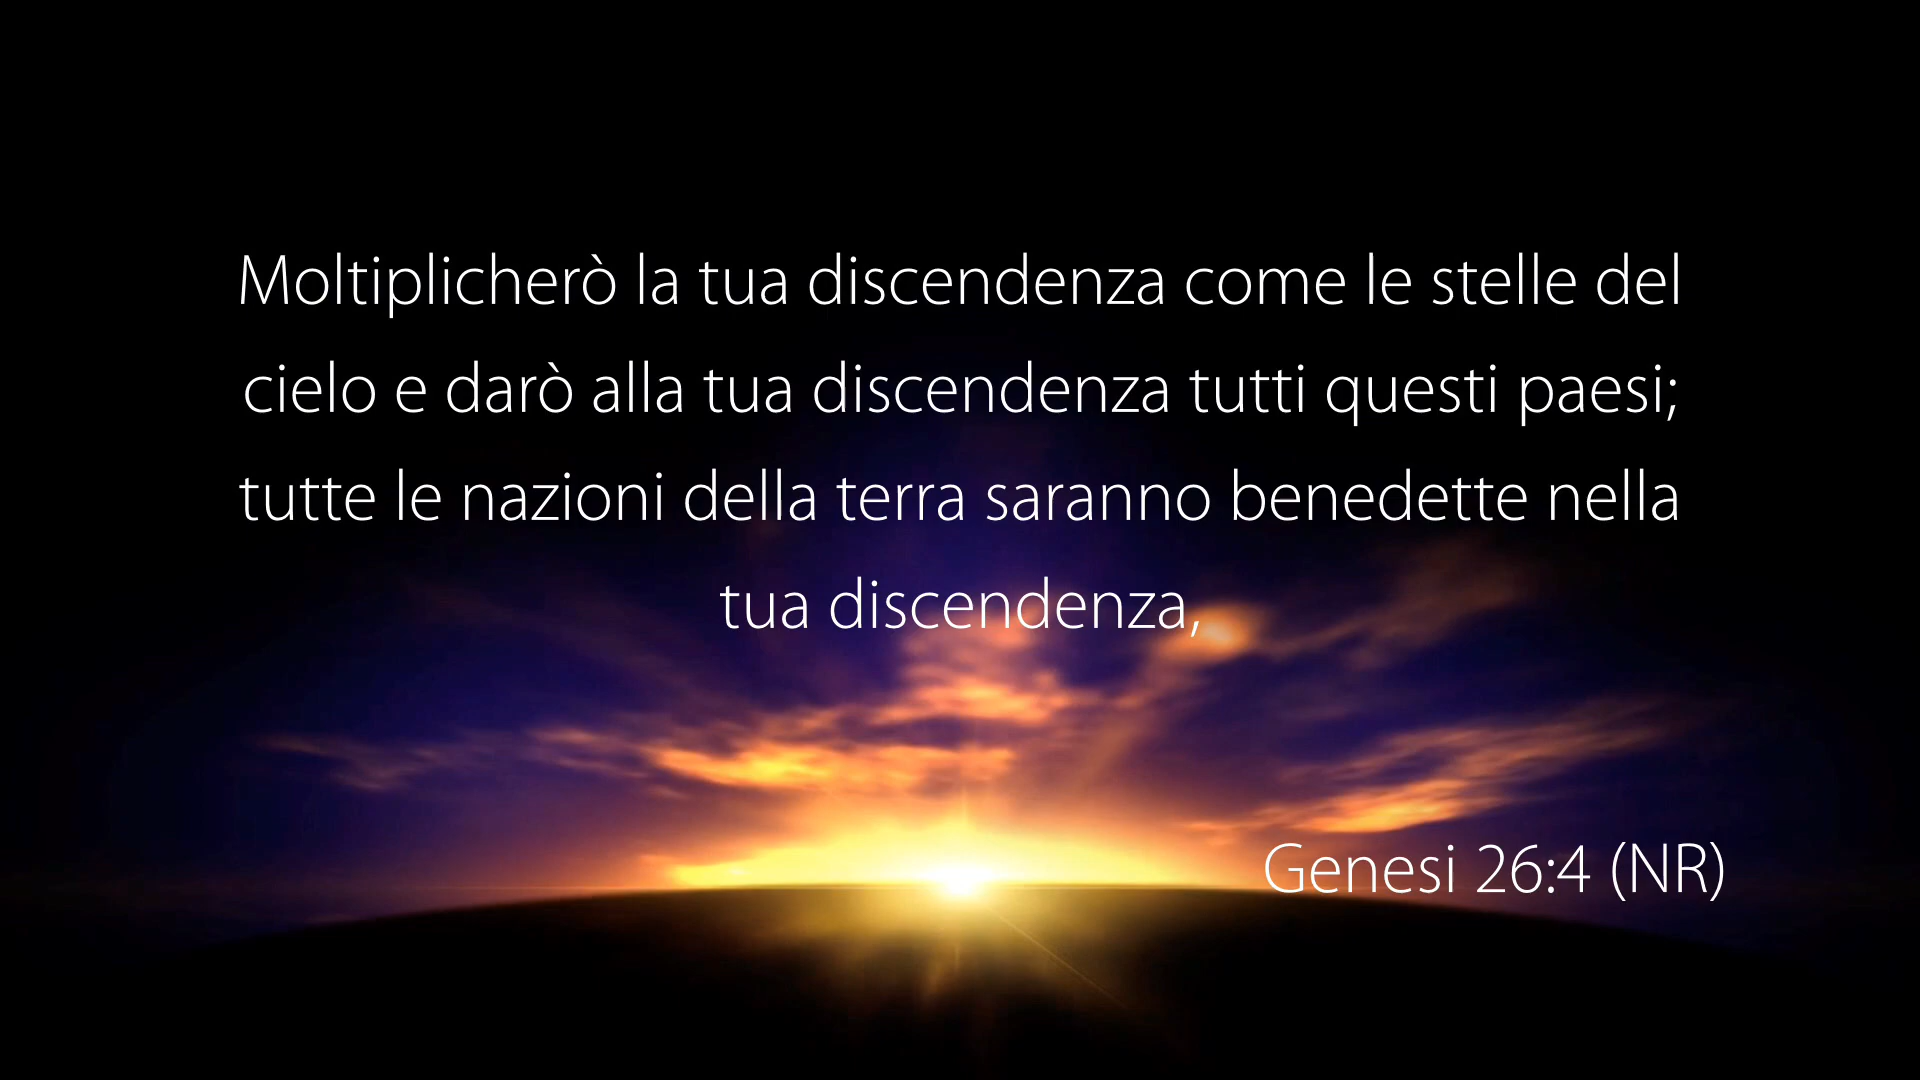 Moltiplicherò la tua discendenza come le stelle del
cielo e darò alla tua discendenza tutti questi paesi;
tutte le nazioni della terra saranno benedette nella
tua discendenza,
Genesi 26:4 (NR)